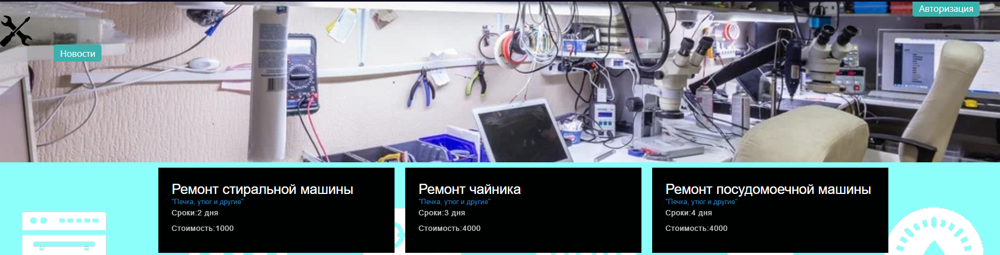 Авторизация
Новости
Ремонт стиральной машины
"Печка, утюг и другие"
Сроки:2 дня
Стоимость:1000
Ремонт чайника
"Печка, утюг и другие"
Сроки:3 дня
Стоимость:4000
Ремонт посудомоечной машины
"Печка, утюг и другие"
Сроки:4 дня
Стоимость:4000